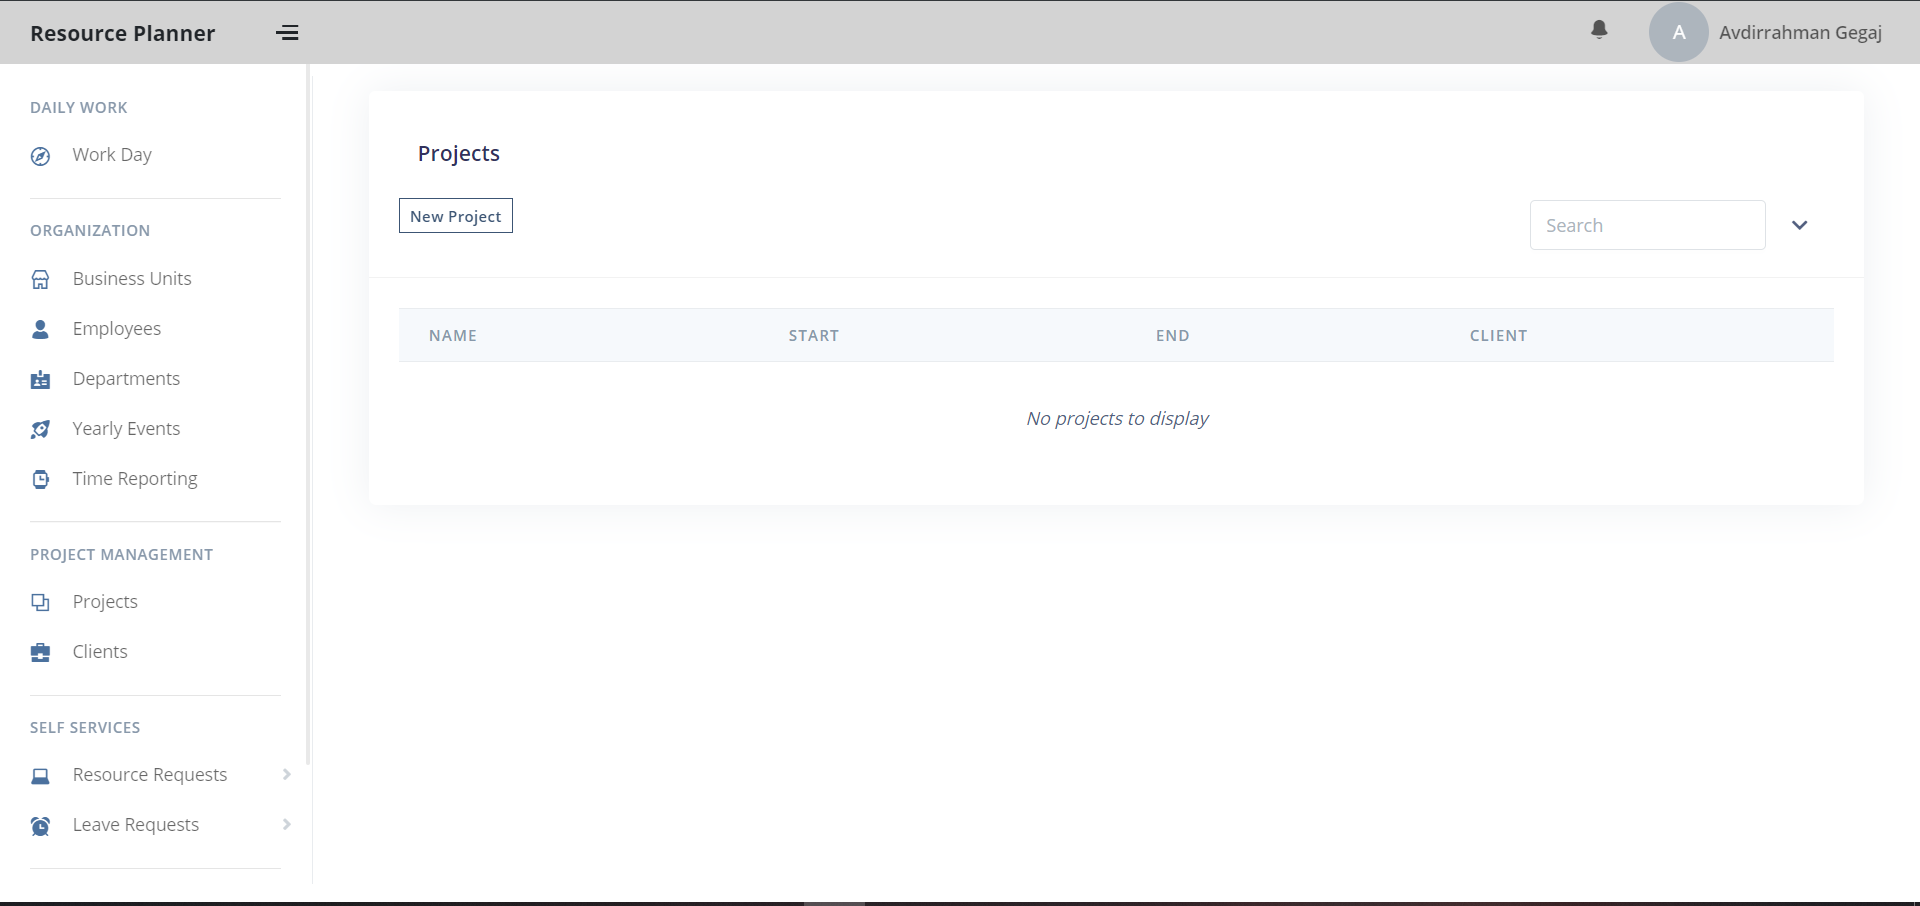 Resource Planner
A
Avdirrahman Gegaj
DAILY WORK
Work Day
ORGANIZATION
Business Units
Employees
Departments
Yearly Events
Time Reporting
PROJECT MANAGEMENT
Projects
Clients
SELF SERVICES
Resource Requests
Leave Requests
Projects
New Project
Search
NAME START END CLIENT
No projects to display